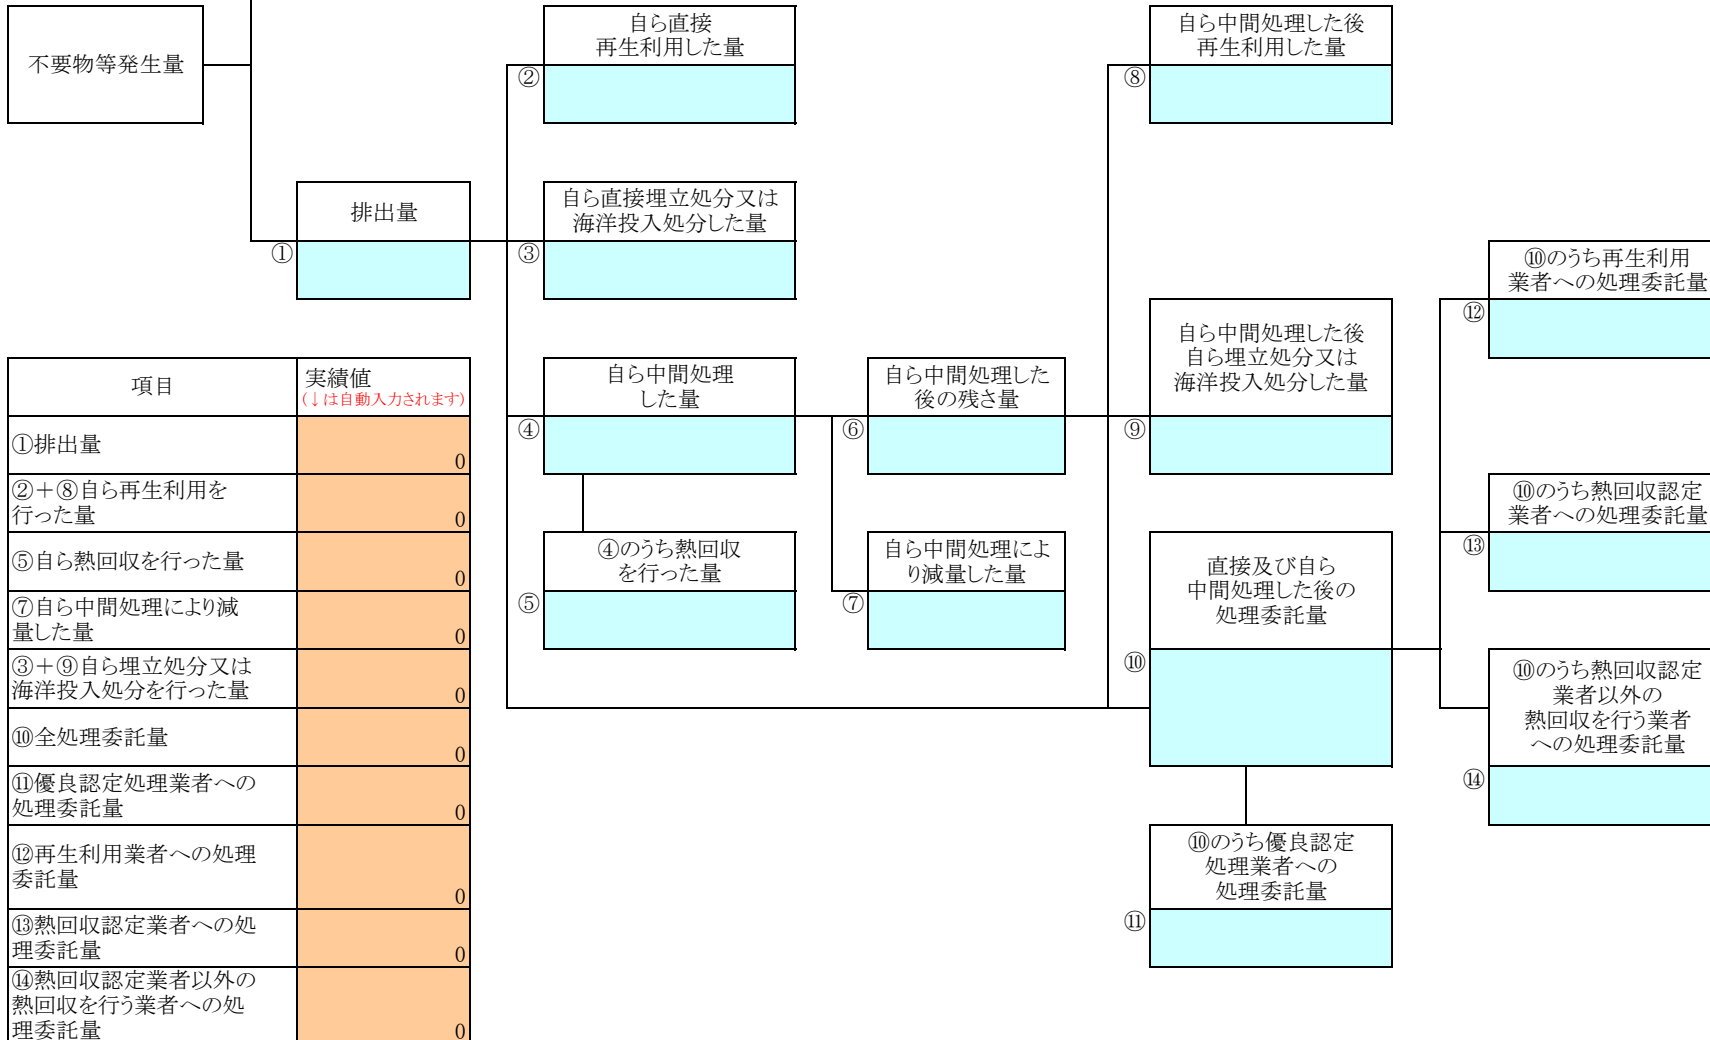 不要物等発生量
自ら直接
再生利用した量
②
自ら中間処理した後
再生利用した量
⑧
排出量
①
自ら直接埋立処分又は
海洋投入処分した量
③
⑩のうち再生利用
業者への処理委託量
⑫
自ら中間処理
した量
④
自ら中間処理した
後の残さ量
⑥
自ら中間処理した後
自ら埋立処分又は
海洋投入処分した量
⑨
④のうち熱回収
を行った量
⑤
自ら中間処理によ
り減量した量
⑦
直接及び自ら
中間処理した後の
処理委託量
⑩
⑩のうち熱回収認定
業者への処理委託量
⑬
⑩のうち熱回収認定
業者以外の
熱回収を行う業者
への処理委託量
⑭
⑩のうち優良認定
処理業者への
処理委託量
⑪
項目
実績値
(↓は自動入力されます)
①排出量
0
②＋⑧自ら再生利用を
行った量
0
⑤自ら熱回収を行った量
0
⑦自ら中間処理により減
量した量
0
③＋⑨自ら埋立処分又は
海洋投入処分を行った量
0
⑩全処理委託量
0
⑪優良認定処理業者への
処理委託量
0
⑫再生利用業者への処理
委託量
0
⑬熱回収認定業者への処
理委託量
0
⑭熱回収認定業者以外の
熱回収を行う業者への処
理委託量
0